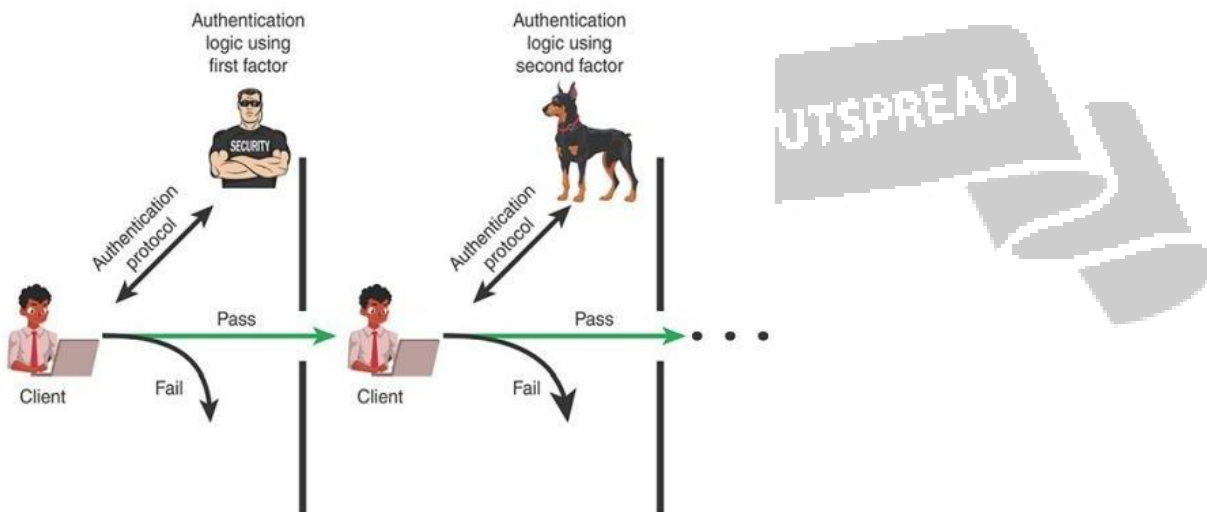 Authentication
logic using
first factor
Authentication
logic using
second factor
SECURITY
UTSPREAD
Authentication
protocol
Authentication
protocol
Pass
Pass
Fail
Fail
Client
Client